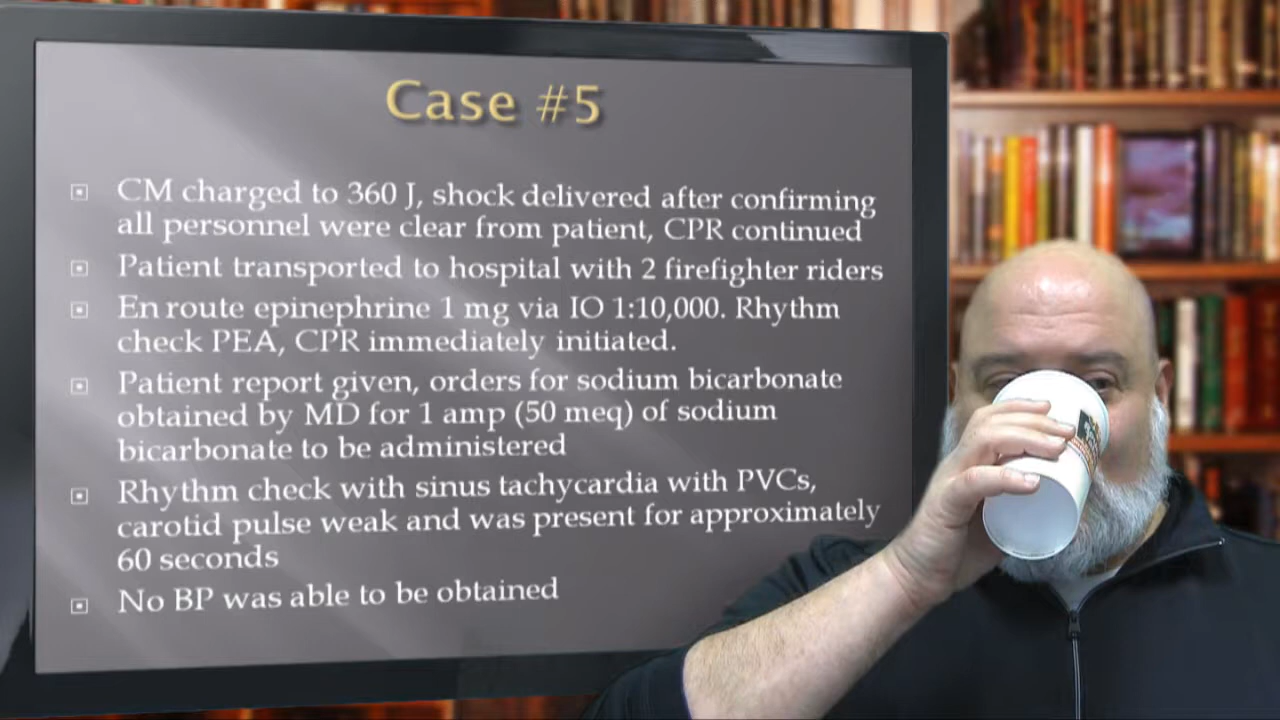 Case #5
CM charged to 360 J, shock delivered after confirming
all personnel were clear from patient, CPR continued
Patient transported to hospital with 2 firefighter riders
En route epinephrine 1 mg via IO 1:10,000. Rhythm
check PEA, CPR immediately initiated.
Patient report given, orders for sodium bicarbonate
obtained by MD for 1 amp (50 meq) of sodium
bicarbonate to be administered
Rhythm check with sinus tachycardia with PVCs,
carotid pulse weak and was present for approximately
60 seconds
No BP was able to be obtained